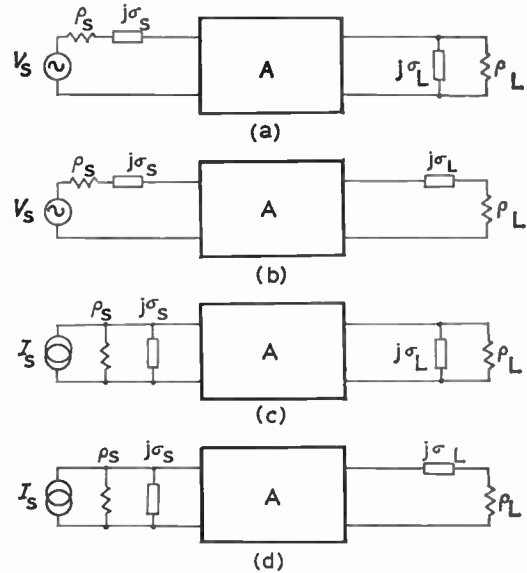 ρS jσS
VS A jσL ρL
(a)
ρS jσS jσL
VS A ρL
(b)
ρS jσS
IS A jσL ρL
(c)
ρS jσS jσL
IS A ρL
(d)